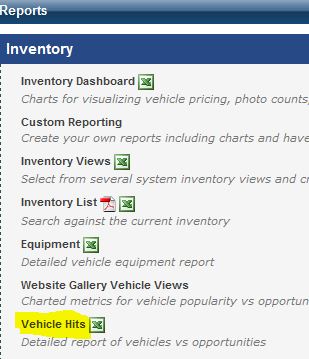 Reports
Inventory
Inventory Dashboard
Charts for visualizing vehicle pricing, photo counts,
Custom Reporting
Create your own reports including charts and have
Inventory Views
Select from several system inventory views and cr
Inventory List
Search against the current inventory
Equipment
Detailed vehicle equipment report
Website Gallery Vehicle Views
Charted metrics for vehicle popularity vs opportun
Vehicle Hits
Detailed report of vehicles vs opportunities